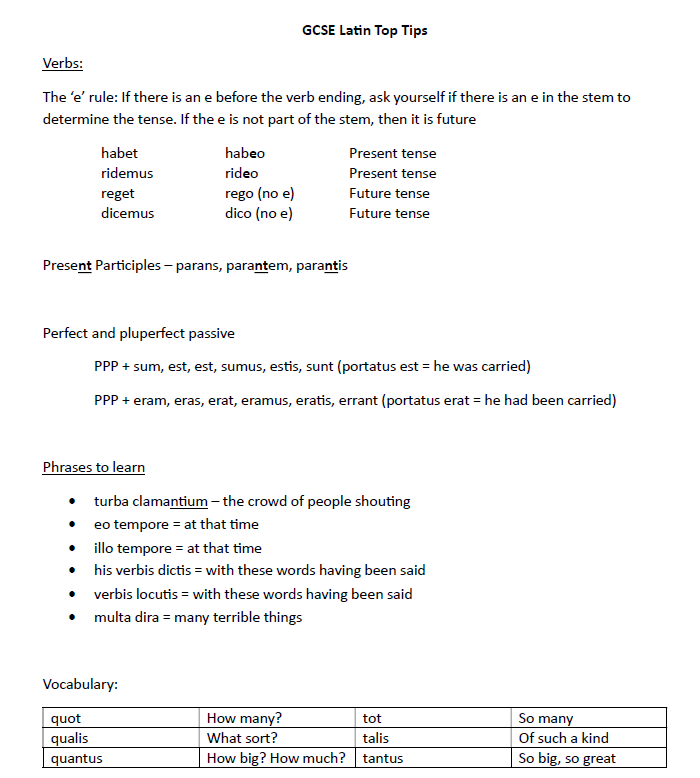 GCSE Latin Top Tips
Verbs:
The ‘e’ rule: If there is an e before the verb ending, ask yourself if there is an e in the stem to
determine the tense. If the e is not part of the stem, then it is future
habet habeo Present tense
ridemus rideo Present tense
reget rego (no e) Future tense
dicemus dico (no e) Future tense
Present Participles – parans, parantem, parantis
Perfect and pluperfect passive
PPP + sum, est, est, sumus, estis, sunt (portatus est = he was carried)
PPP + eram, eras, erat, eramus, eratis, errant (portatus erat = he had been carried)
Phrases to learn
• turba clamantium – the crowd of people shouting
• eo tempore = at that time
• illo tempore = at that time
• his verbis dictis = with these words having been said
• verbis locutis = with these words having been said
• multa dira = many terrible things
Vocabulary:
quot How many? tot So many
qualis What sort? talis Of such a kind
quantus How big? How much? tantus So big, so great